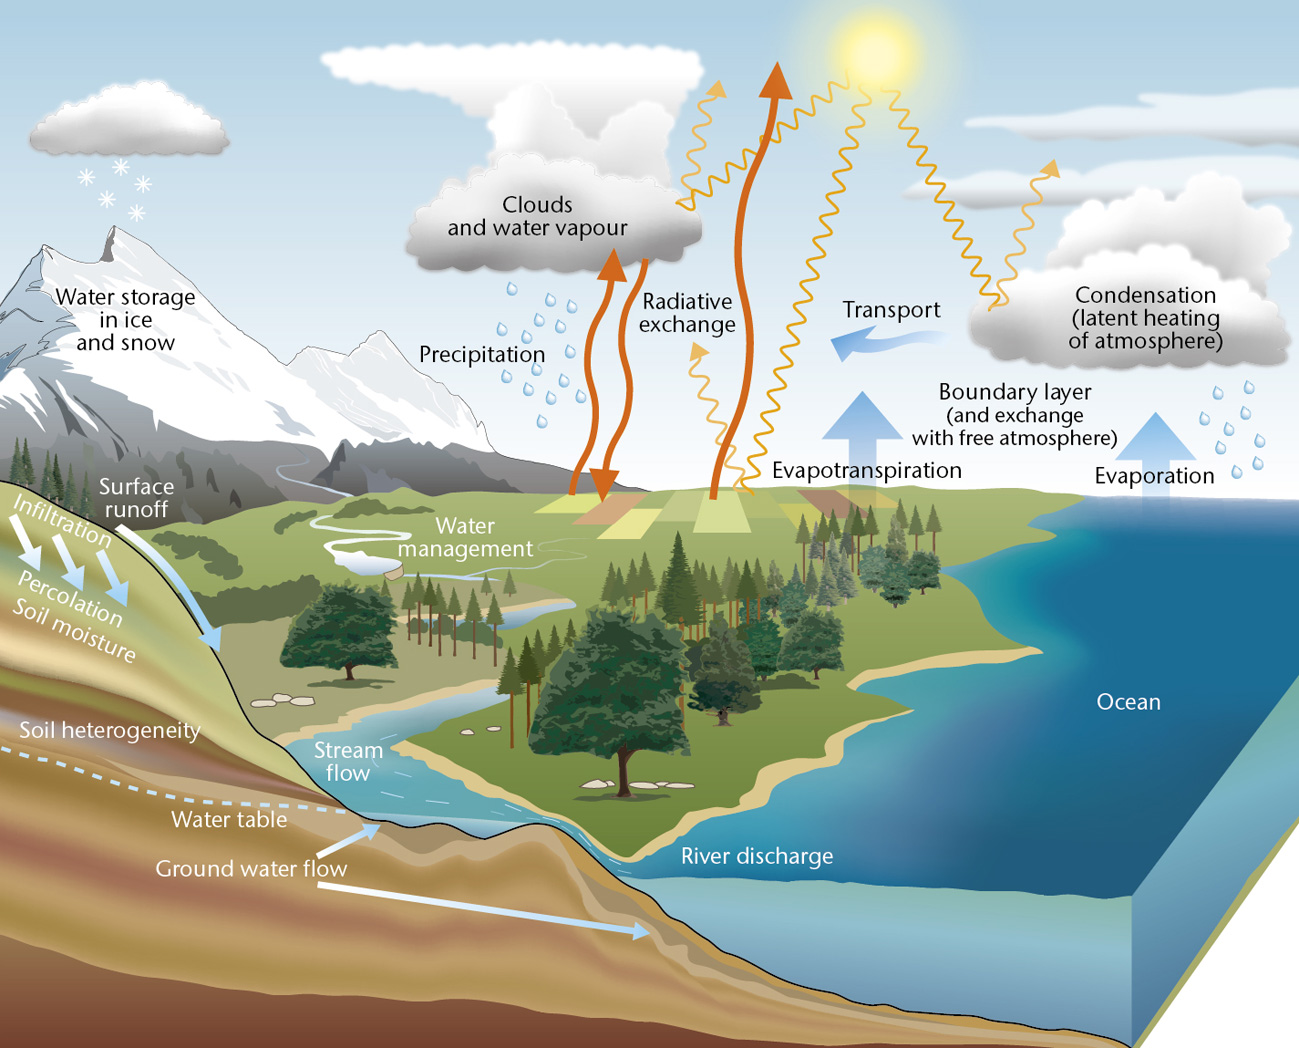 Clouds
and water vapour
Water storage
in ice
and snow
Precipitation
Radiative
exchange
Transport
Condensation
(latent heating
of atmosphere)
Boundary layer
(and exchange
with free atmosphere)
Evapotranspiration
Evaporation
Surface
runoff
Infiltration
Percolation
Soil moisture
Water
management
Soil heterogeneity
Stream
flow
Ocean
Water table
Ground water flow
River discharge